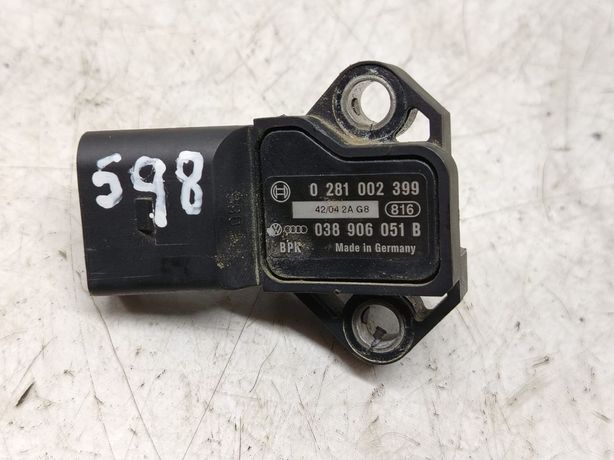 598
0 281 002 399
42/04 2A G8 816
038 906 051 B
BPK Made in Germany